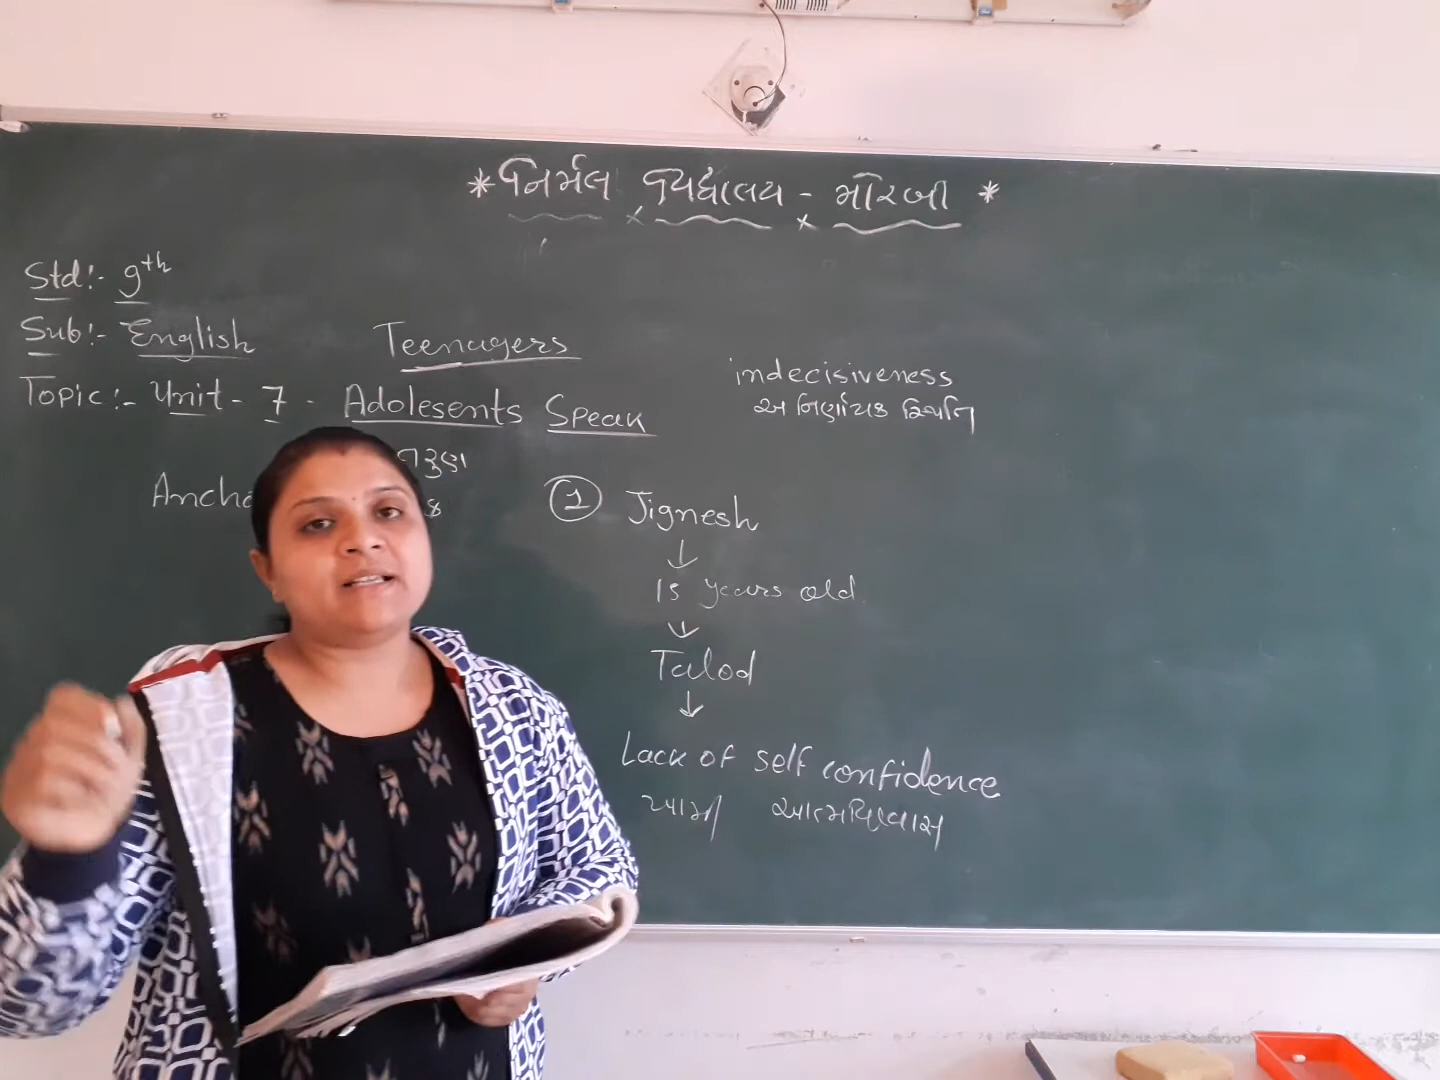 * નિર્મલ વિદ્યાલય - મોરબી *
Std:- 9th
Sub:- English
Teenagers
Topic:- Unit - 7 - Adolesents Speak
indecisiveness
અ નિર્ણાયક સ્થિતિ
① Jignesh
↓
15 years old
↓
Talod
↓
Lack of self confidence
આત્મવિશ્વાસ